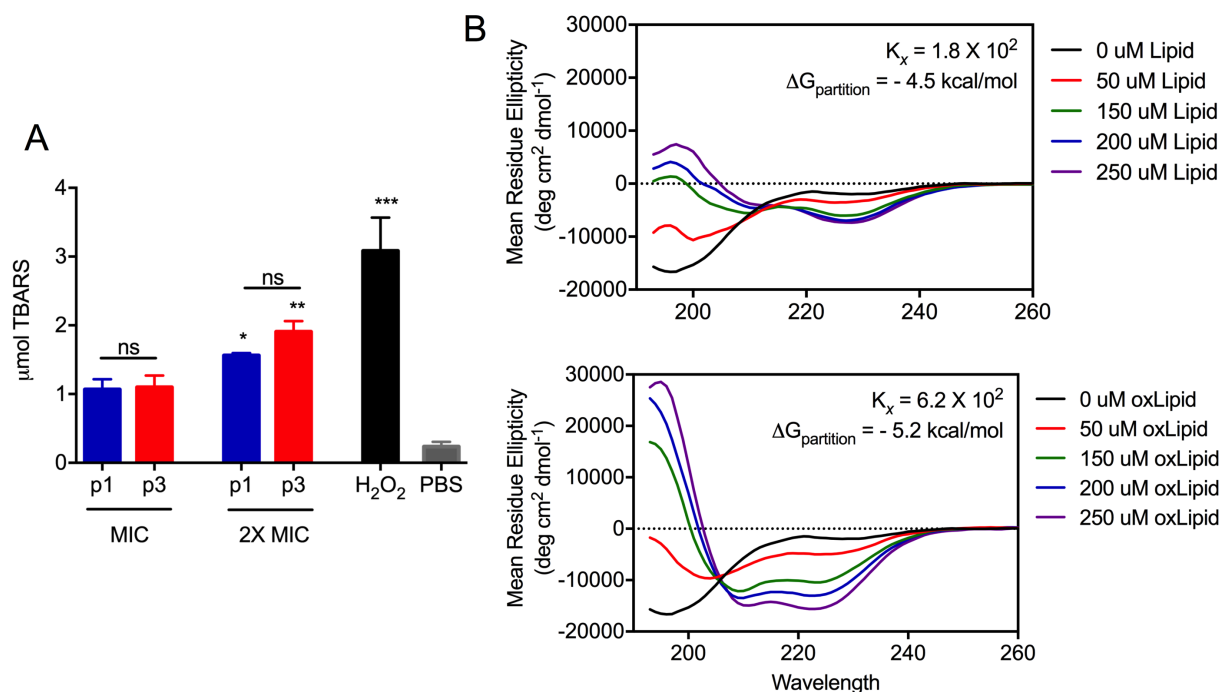 A
μmol TBARS
4
3
2
1
0
ns
ns
*
**
***
p1 p3 p1 p3 H₂O₂ PBS
MIC 2X MIC
B
Mean Residue Ellipticity
(deg cm² dmol⁻¹)
30000
20000
10000
0
-10000
-20000
200 220 240 260
Kₓ = 1.8 X 10²
ΔGpartition = - 4.5 kcal/mol
0 uM Lipid
50 uM Lipid
150 uM Lipid
200 uM Lipid
250 uM Lipid
Mean Residue Ellipticity
(deg cm² dmol⁻¹)
30000
20000
10000
0
-10000
-20000
200 220 240 260
Wavelength
Kₓ = 6.2 X 10²
ΔGpartition = - 5.2 kcal/mol
0 uM oxLipid
50 uM oxLipid
150 uM oxLipid
200 uM oxLipid
250 uM oxLipid